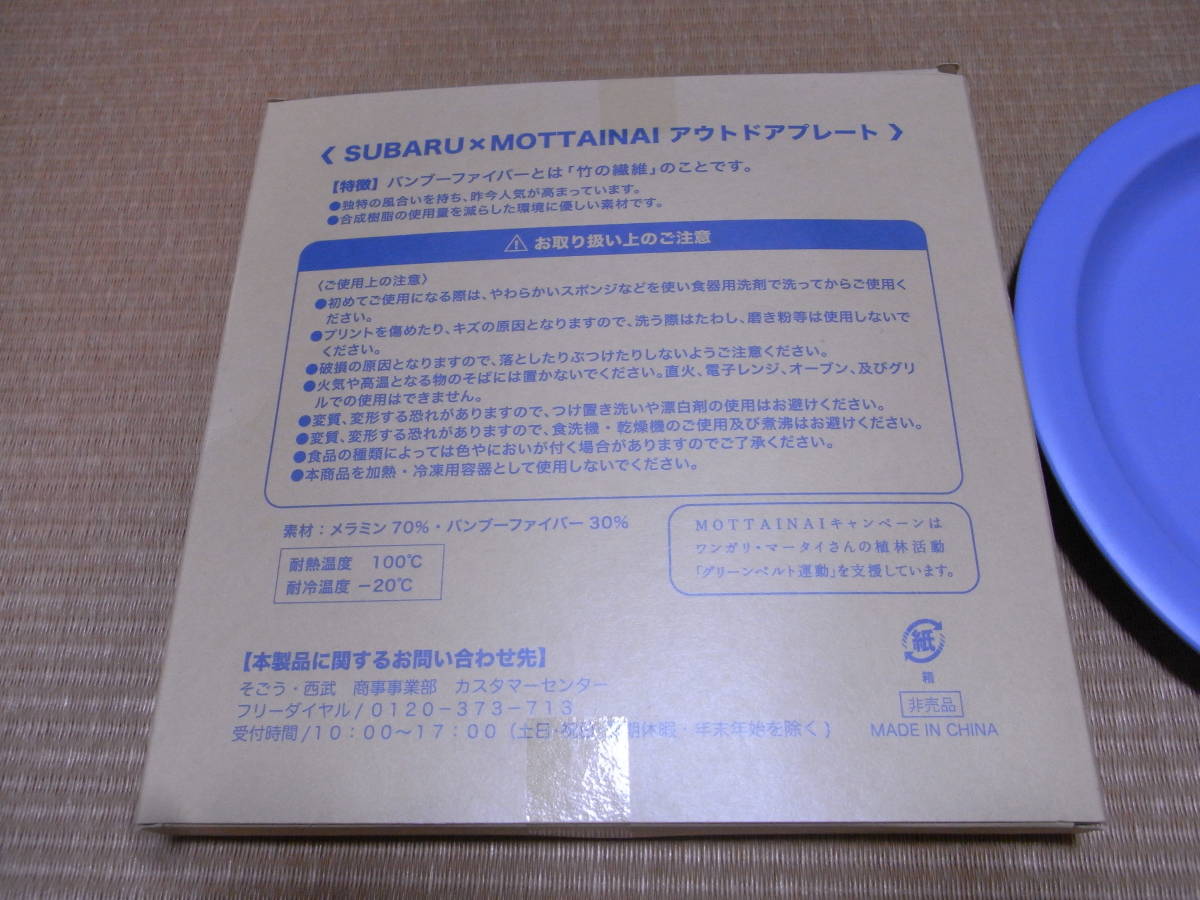 《 SUBARU×MOTTAINAI アウトドアプレート 》
【特徴】バンブーファイバーとは「竹の繊維」のことです。
●独特の風合いを持ち、昨今人気が高まっています。
●合成樹脂の使用量を減らした環境に優しい素材です。
お取り扱い上のご注意
〈ご使用上の注意〉
●初めてご使用になる際は、やわらかいスポンジなどを使い食器用洗剤で洗ってからご使用く
ださい。
●プリントを傷めたり、キズの原因となりますので、洗う際はたわし、磨き粉等は使用しないで
ください。
●破損の原因となりますので、落としたりぶつけたりしないようご注意ください。
●火気や高温となる物のそばには置かないでください。直火、電子レンジ、オーブン、及びグリ
ルでの使用はできません。
●変質、変形する恐れがありますので、つけ置き洗いや漂白剤の使用はお避けください。
●変質、変形する恐れがありますので、食洗機・乾燥機のご使用及び煮沸はお避けください。
●食品の種類によっては色やにおいが付く場合がありますのでご了承ください。
●本商品を加熱・冷凍用容器として使用しないでください。
素材：メラミン 70%・バンブーファイバー 30%
耐熱温度 100℃
耐冷温度 −20℃
MOTTAINAIキャンペーンは
ワンガリ・マータイさんの植林活動
「グリーンベルト運動」を支援しています。
【本製品に関するお問い合わせ先】
そごう・西武 商事事業部 カスタマーセンター
フリーダイヤル/0120−373−713
受付時間/10：00〜17：00（土日・祝日 期休暇・年末年始を除く）
紙
箱
非売品
MADE IN CHINA